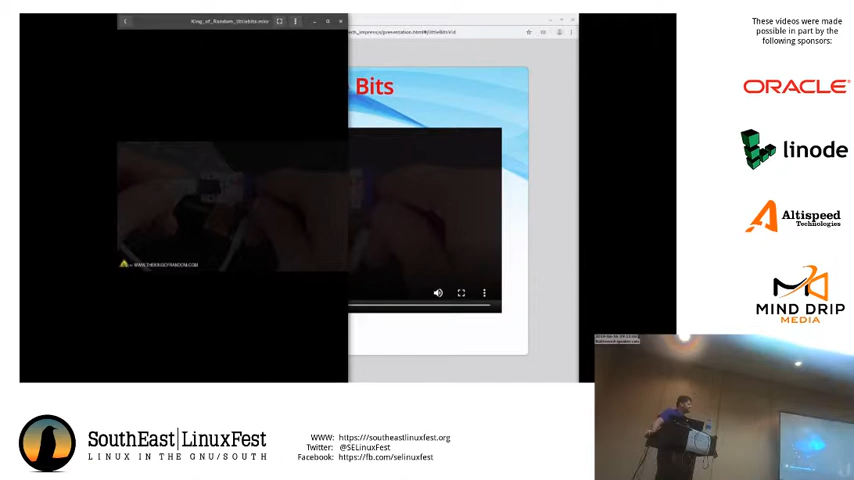 King_of_Random_littlebits.mkv
Bits
WWW.THEKINGOFRANDOM.COM
These videos were made
possible in part by the
following sponsors:
ORACLE
linode
Altispeed
Technologies
MIND DRIP
MEDIA
SouthEast|LinuxFest
LINUX IN THE GNU/SOUTH
WWW: https://southeastlinuxfest.org
Twitter: @SELinuxFest
Facebook: https://fb.com/selinuxfest